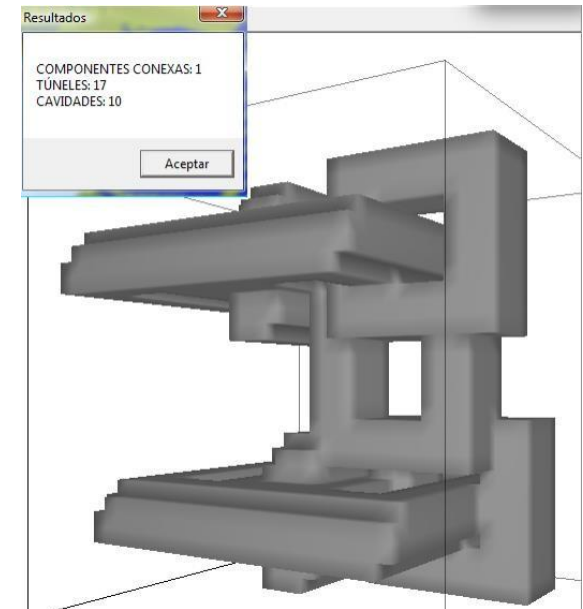 Resultados
COMPONENTES CONEXAS: 1
TÚNELES: 17
CAVIDADES: 10
Aceptar